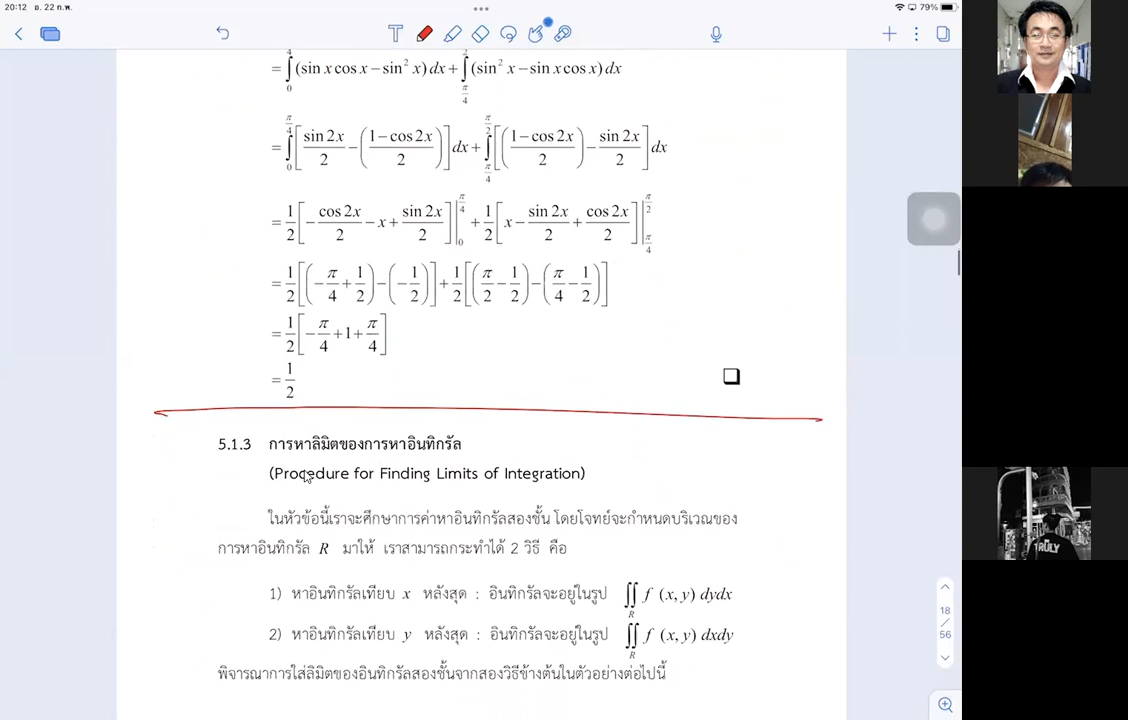 20:12 อ. 22 ก.พ.
79%
= ∫₀^4 (sin x cos x − sin² x) dx + ∫_{π/4}^2 (sin² x − sin x cos x) dx
= ∫₀^{π/4} [ sin 2x / 2 − ( (1 − cos 2x) / 2 ) ] dx + ∫_{π/4}^{π/2} [ ( (1 − cos 2x) / 2 ) − sin 2x / 2 ] dx
= 1/2 [ − cos 2x / 2 − x + sin 2x / 2 ] |₀^{π/4} + 1/2 [ x − sin 2x / 2 + cos 2x / 2 ] |_{π/4}^{π/2}
= 1/2 [ ( − π/4 + 1/2 ) − ( − 1/2 ) ] + 1/2 [ ( π/2 − 1/2 ) − ( π/4 − 1/2 ) ]
= 1/2 [ − π/4 + 1 + π/4 ]
= 1/2
5.1.3 การหาลิมิตของการหาอินทิกรัล
(Procedure for Finding Limits of Integration)
ในหัวข้อนี้เราจะศึกษาการค่าหาอินทิกรัลสองชั้น โดยโจทย์จะกำหนดบริเวณของ
การหาอินทิกรัล R มาให้ เราสามารถกระทำได้ 2 วิธี คือ
1) หาอินทิกรัลเทียบ x หลังสุด : อินทิกรัลจะอยู่ในรูป ∬_R f (x, y) dydx
2) หาอินทิกรัลเทียบ y หลังสุด : อินทิกรัลจะอยู่ในรูป ∬_R f (x, y) dxdy
พิจารณาการใส่ลิมิตของอินทิกรัลสองชั้นจากสองวิธีข้างต้นในตัวอย่างต่อไปนี้
18
/
56
TRULY